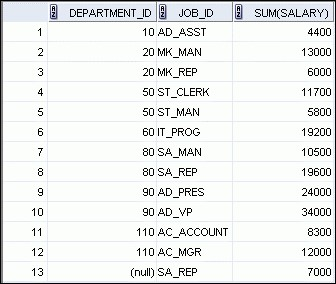 DEPARTMENT_ID JOB_ID SUM(SALARY)
1 10 AD_ASST 4400
2 20 MK_MAN 13000
3 20 MK_REP 6000
4 50 ST_CLERK 11700
5 50 ST_MAN 5800
6 60 IT_PROG 19200
7 80 SA_MAN 10500
8 80 SA_REP 19600
9 90 AD_PRES 24000
10 90 AD_VP 34000
11 110 AC_ACCOUNT 8300
12 110 AC_MGR 12000
13 (null) SA_REP 7000